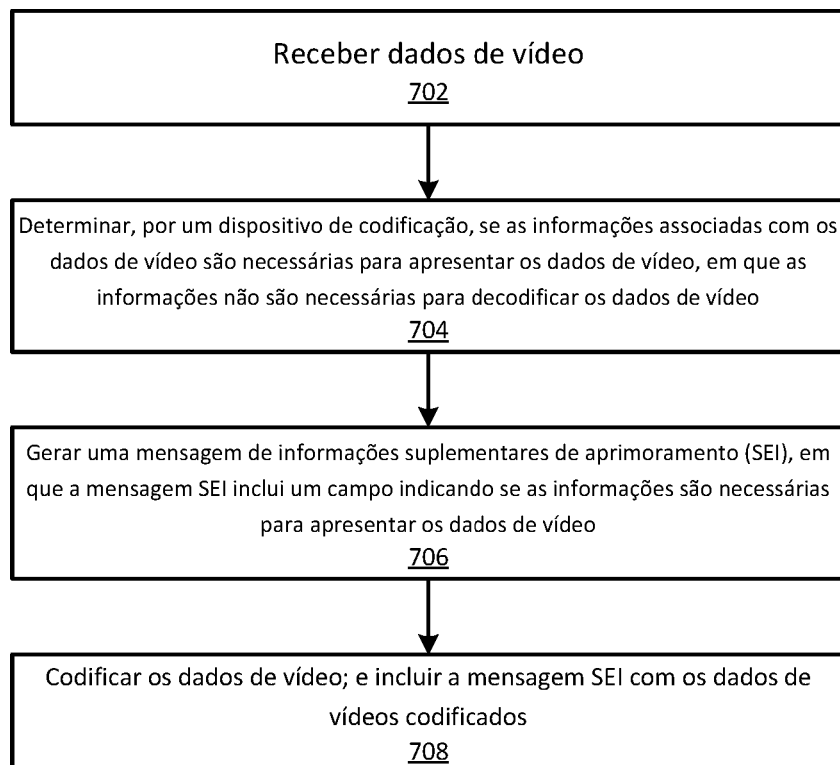 Receber dados de vídeo
702
Determinar, por um dispositivo de codificação, se as informações associadas com os
dados de vídeo são necessárias para apresentar os dados de vídeo, em que as
informações não são necessárias para decodificar os dados de vídeo
704
Gerar uma mensagem de informações suplementares de aprimoramento (SEI), em
que a mensagem SEI inclui um campo indicando se as informações são necessárias
para apresentar os dados de vídeo
706
Codificar os dados de vídeo; e incluir a mensagem SEI com os dados de
vídeos codificados
708